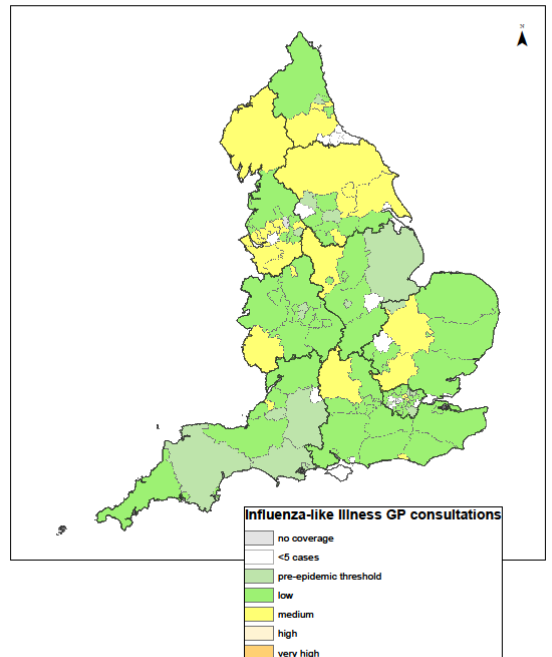 N
Influenza-like Illness GP consultations
no coverage
<5 cases
pre-epidemic threshold
low
medium
high
very high